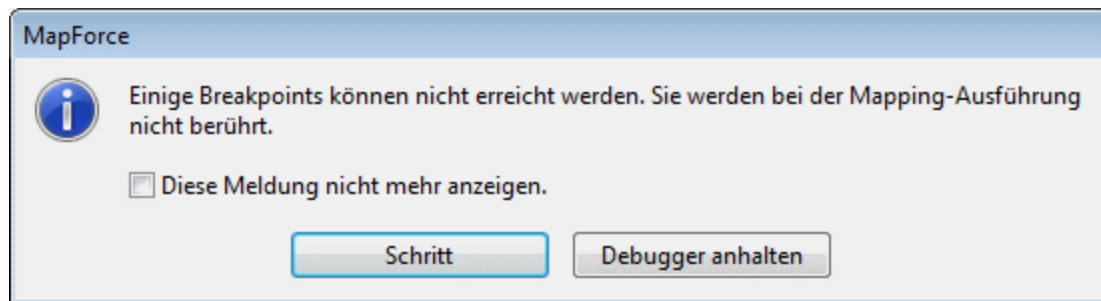 MapForce
Einige Breakpoints können nicht erreicht werden. Sie werden bei der Mapping-Ausführung
nicht berührt.
Diese Meldung nicht mehr anzeigen.
Schritt
Debugger anhalten